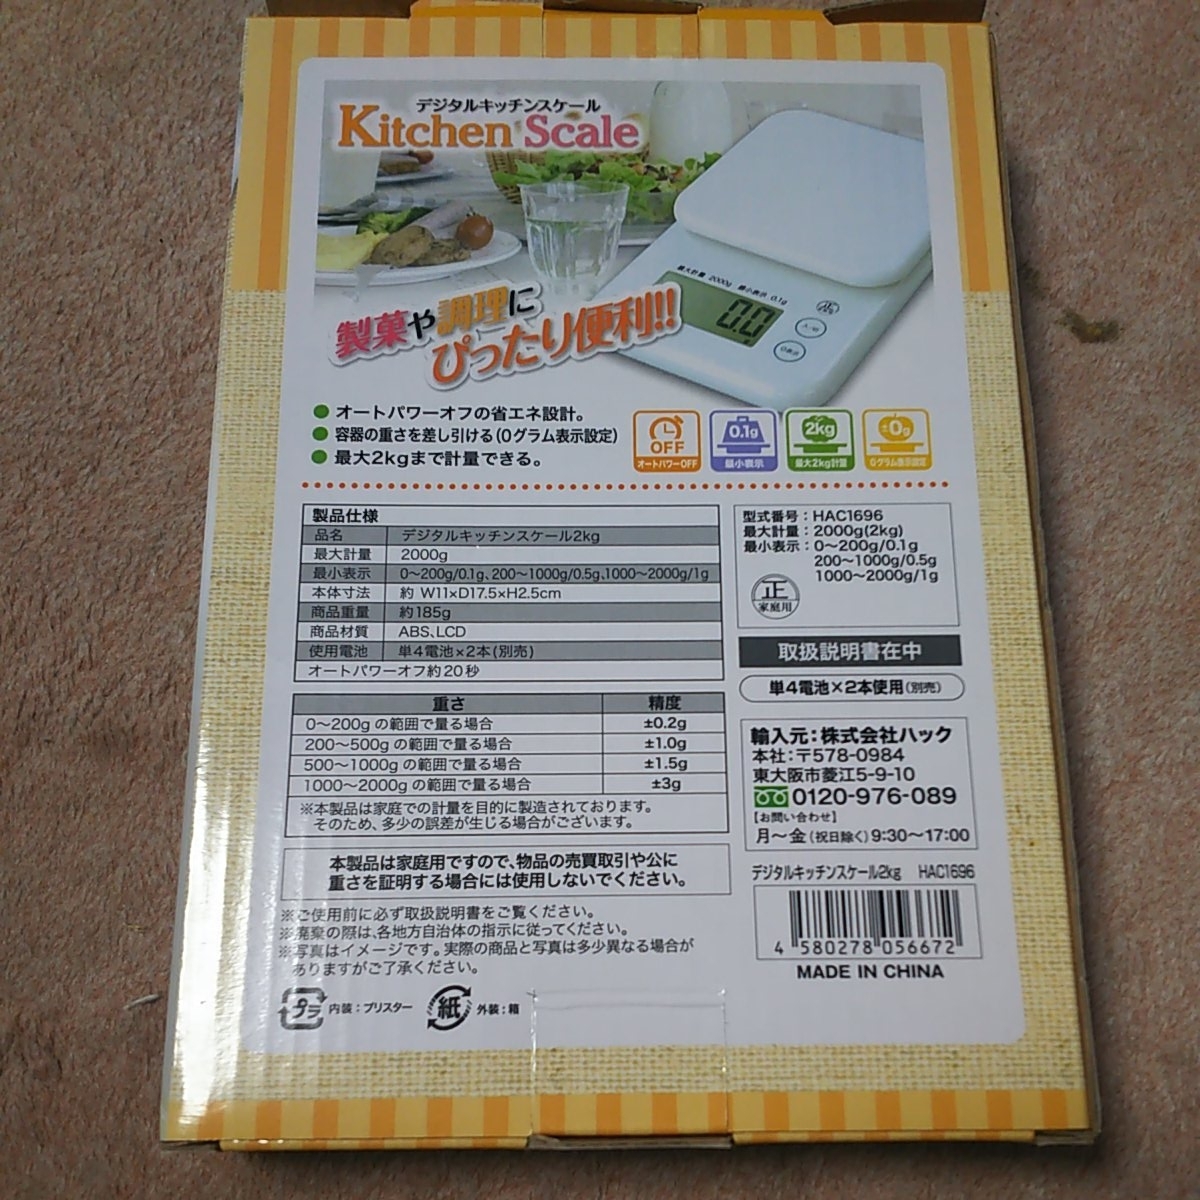 デジタルキッチンスケール
Kitchen Scale
最大計量 2000g 最小表示 0.1g
0.0
正
入/切
0表示
製菓や調理に
ぴったり便利!!
● オートパワーオフの省エネ設計。
● 容器の重さを差し引ける(0グラム表示設定)
● 最大2kgまで計量できる。
OFF
オートパワーOFF
0.1g
最小表示
2kg
最大2kg計量
±0g
0グラム表示設定
製品仕様
品名 デジタルキッチンスケール2kg
最大計量 2000g
最小表示 0〜200g/0.1g、200〜1000g/0.5g、1000〜2000g/1g
本体寸法 約 W11×D17.5×H2.5cm
商品重量 約185g
商品材質 ABS、LCD
使用電池 単4電池×2本(別売)
オートパワーオフ約20秒
重さ 精度
0〜200g の範囲で量る場合 ±0.2g
200〜500g の範囲で量る場合 ±1.0g
500〜1000g の範囲で量る場合 ±1.5g
1000〜2000g の範囲で量る場合 ±3g
※本製品は家庭での計量を目的に製造されております。
そのため、多少の誤差が生じる場合がございます。
本製品は家庭用ですので、物品の売買取引や公に
重さを証明する場合には使用しないでください。
※ご使用前に必ず取扱説明書をご覧ください。
※廃棄の際は、各地方自治体の指示に従ってください。
※写真はイメージです。実際の商品と写真は多少異なる場合が
ありますがご了承ください。
プラ 内装：ブリスター
紙 外装：箱
型式番号：HAC1696
最大計量：2000g(2kg)
最小表示：0〜200g/0.1g
200〜1000g/0.5g
1000〜2000g/1g
正
家庭用
取扱説明書在中
単4電池×2本使用(別売)
輸入元：株式会社ハック
本社：〒578-0984
東大阪市菱江5-9-10
0120-976-089
【お問い合わせ】
月〜金(祝日除く)9:30〜17:00
デジタルキッチンスケール2kg HAC1696
4 580278 056672
MADE IN CHINA